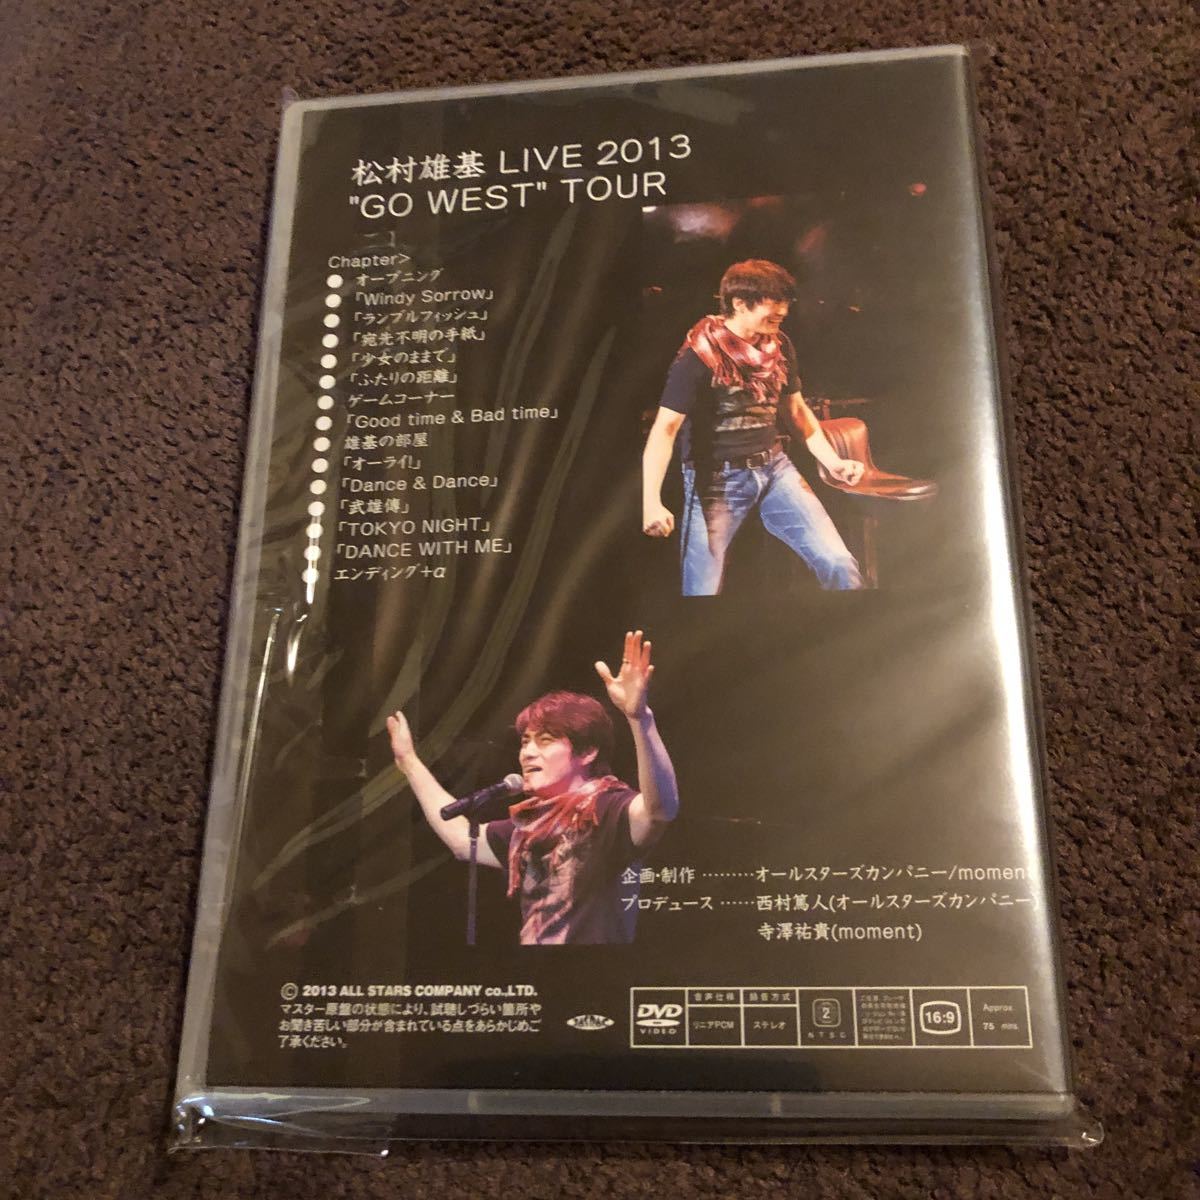 松村雄基 LIVE 2013
"GO WEST" TOUR
Chapter>
オープニング
「Windy Sorrow」
「ランブルフィッシュ」
「宛先不明の手紙」
「少女のままで」
「ふたりの距離」
ゲームコーナー
「Good time & Bad time」
雄基の部屋
「オーライ!」
「Dance & Dance」
「武雄傳」
「TOKYO NIGHT」
「DANCE WITH ME」
エンディング+α
企画・制作 ………オールスターズカンパニー/moment
プロデュース ……西村篤人(オールスターズカンパニー)
寺澤祐貴(moment)
© 2013 ALL STARS COMPANY co.,LTD.
マスター原盤の状態により、試聴しづらい箇所や
お聞き苦しい部分が含まれている点をあらかじめご
了承ください。
DVD
VIDEO
音声仕様
リニアPCM
録音方式
ステレオ
2
NTSC
16:9
Approx.
75 mins